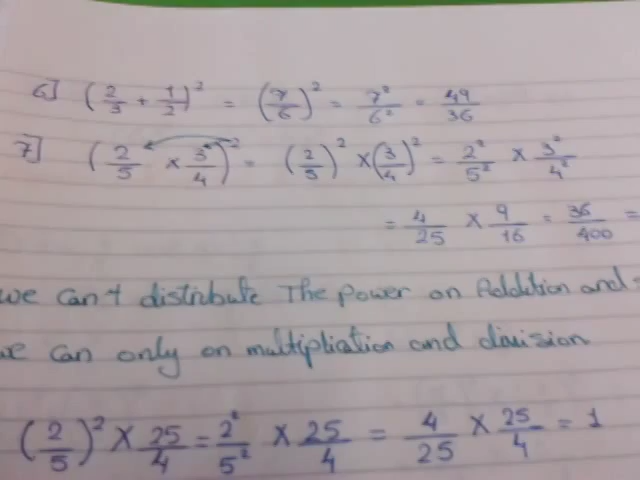 6] (2/3 + 1/2)² = (7/6)² = 7²/6² = 49/36
7] (2/5 × 3/4)² = (2/5)² × (3/4)² = 2²/5² × 3²/4²
= 4/25 × 9/16 = 36/400 =
we can't distribute The power on Addition and
we can only on multipliation and division
(2/5)² × 25/4 = 2²/5² × 25/4 = 4/25 × 25/4 = 1